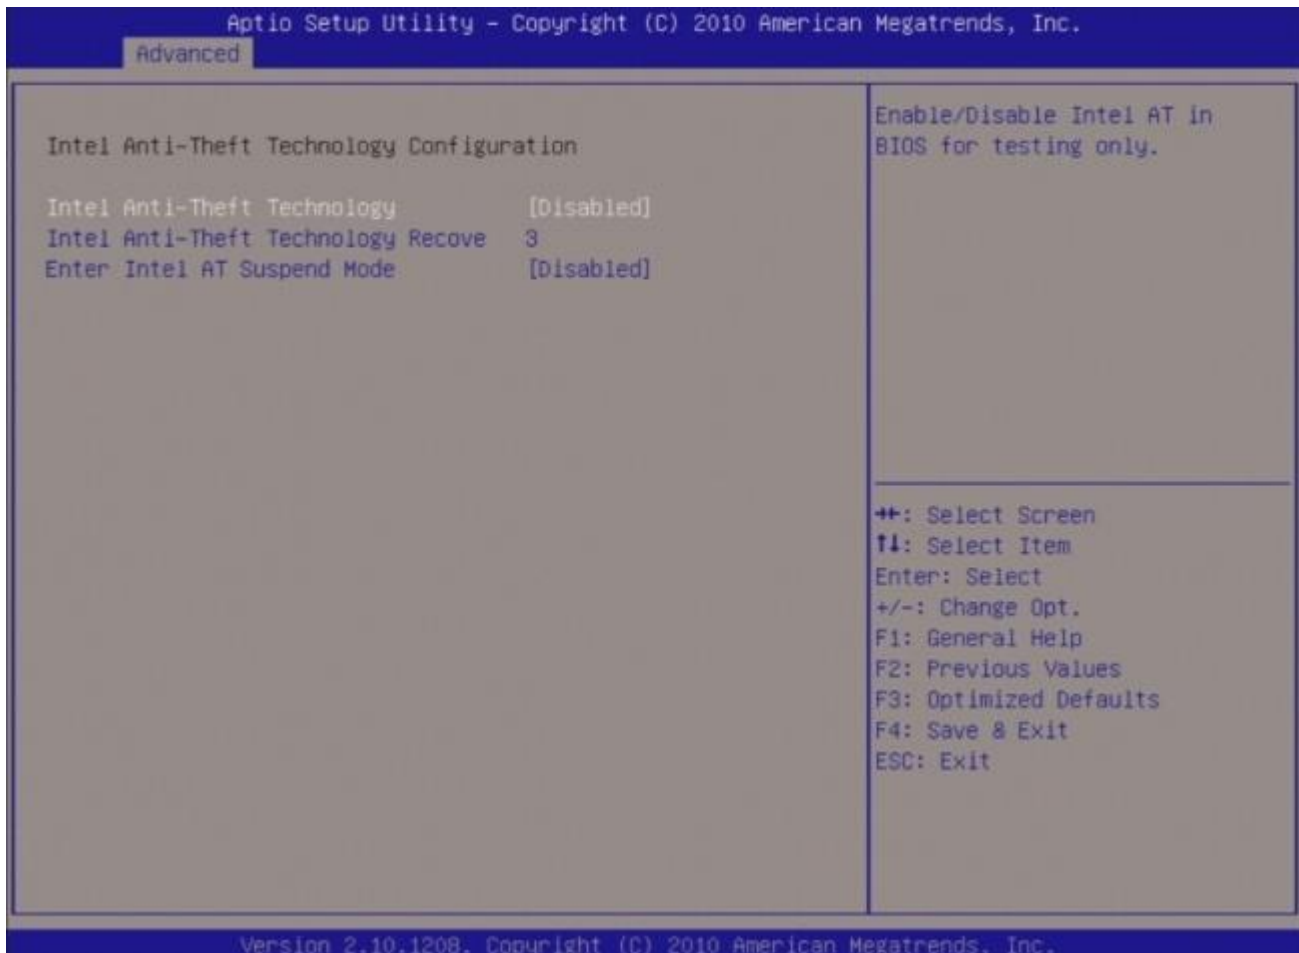 Aptio Setup Utility – Copyright (C) 2010 American Megatrends, Inc.
Advanced
Intel Anti-Theft Technology Configuration
Intel Anti-Theft Technology [Disabled]
Intel Anti-Theft Technology Recove 3
Enter Intel AT Suspend Mode [Disabled]
Enable/Disable Intel AT in
BIOS for testing only.
→←: Select Screen
↑↓: Select Item
Enter: Select
+/-: Change Opt.
F1: General Help
F2: Previous Values
F3: Optimized Defaults
F4: Save & Exit
ESC: Exit
Version 2.10.1208. Copyright (C) 2010 American Megatrends, Inc.